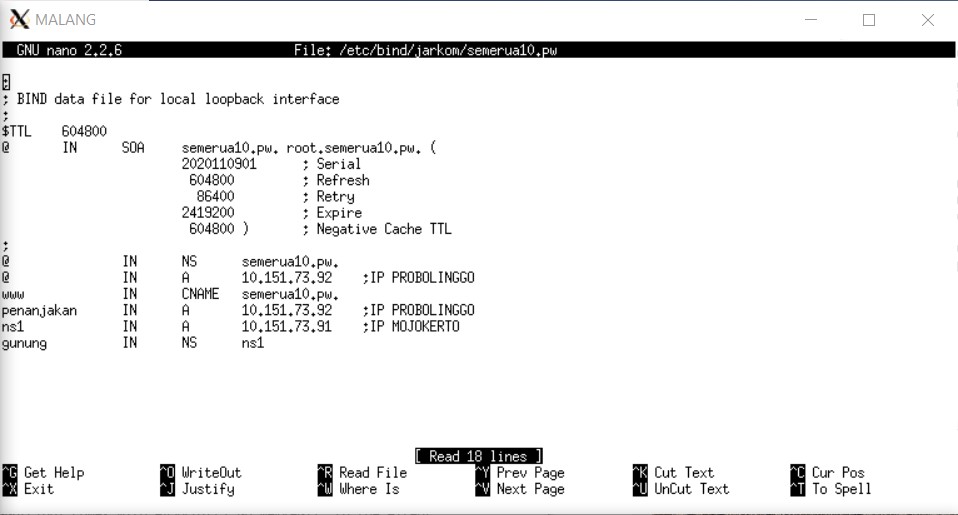 MALANG
GNU nano 2.2.6 File: /etc/bind/jarkom/semerua10.pw
;
; BIND data file for local loopback interface
;
$TTL 604800
@ IN SOA semerua10.pw. root.semerua10.pw. (
2020110901 ; Serial
604800 ; Refresh
86400 ; Retry
2419200 ; Expire
604800 ) ; Negative Cache TTL
;
@ IN NS semerua10.pw.
@ IN A 10.151.73.92 ;IP PROBOLINGGO
www IN CNAME semerua10.pw.
penanjakan IN A 10.151.73.92 ;IP PROBOLINGGO
ns1 IN A 10.151.73.91 ;IP MOJOKERTO
gunung IN NS ns1
[ Read 18 lines ]
^G Get Help ^O WriteOut ^R Read File ^Y Prev Page ^K Cut Text ^C Cur Pos
^X Exit ^J Justify ^W Where Is ^V Next Page ^U UnCut Text ^T To Spell